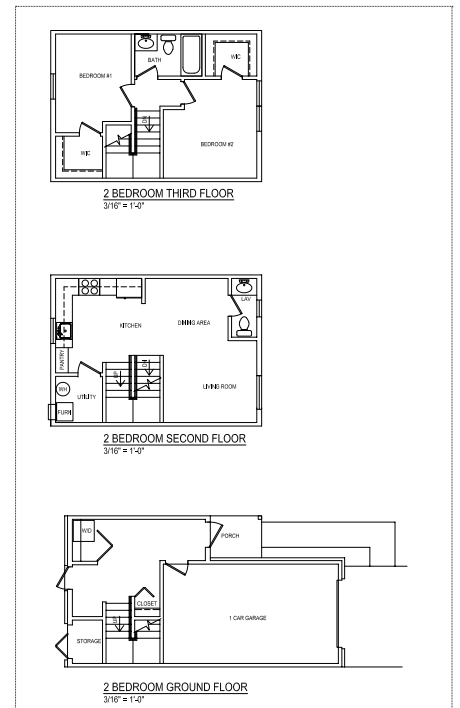 BATH
WIC
BEDROOM #1
DN
BEDROOM #2
WIC
2 BEDROOM THIRD FLOOR
3/16" = 1'-0"
LAV
KITCHEN
DINING AREA
PANTRY
UP
DN
WH
UTILITY
LIVING ROOM
FURN
2 BEDROOM SECOND FLOOR
3/16" = 1'-0"
W/D
PORCH
CLOSET
UP
1 CAR GARAGE
STORAGE
2 BEDROOM GROUND FLOOR
3/16" = 1'-0"